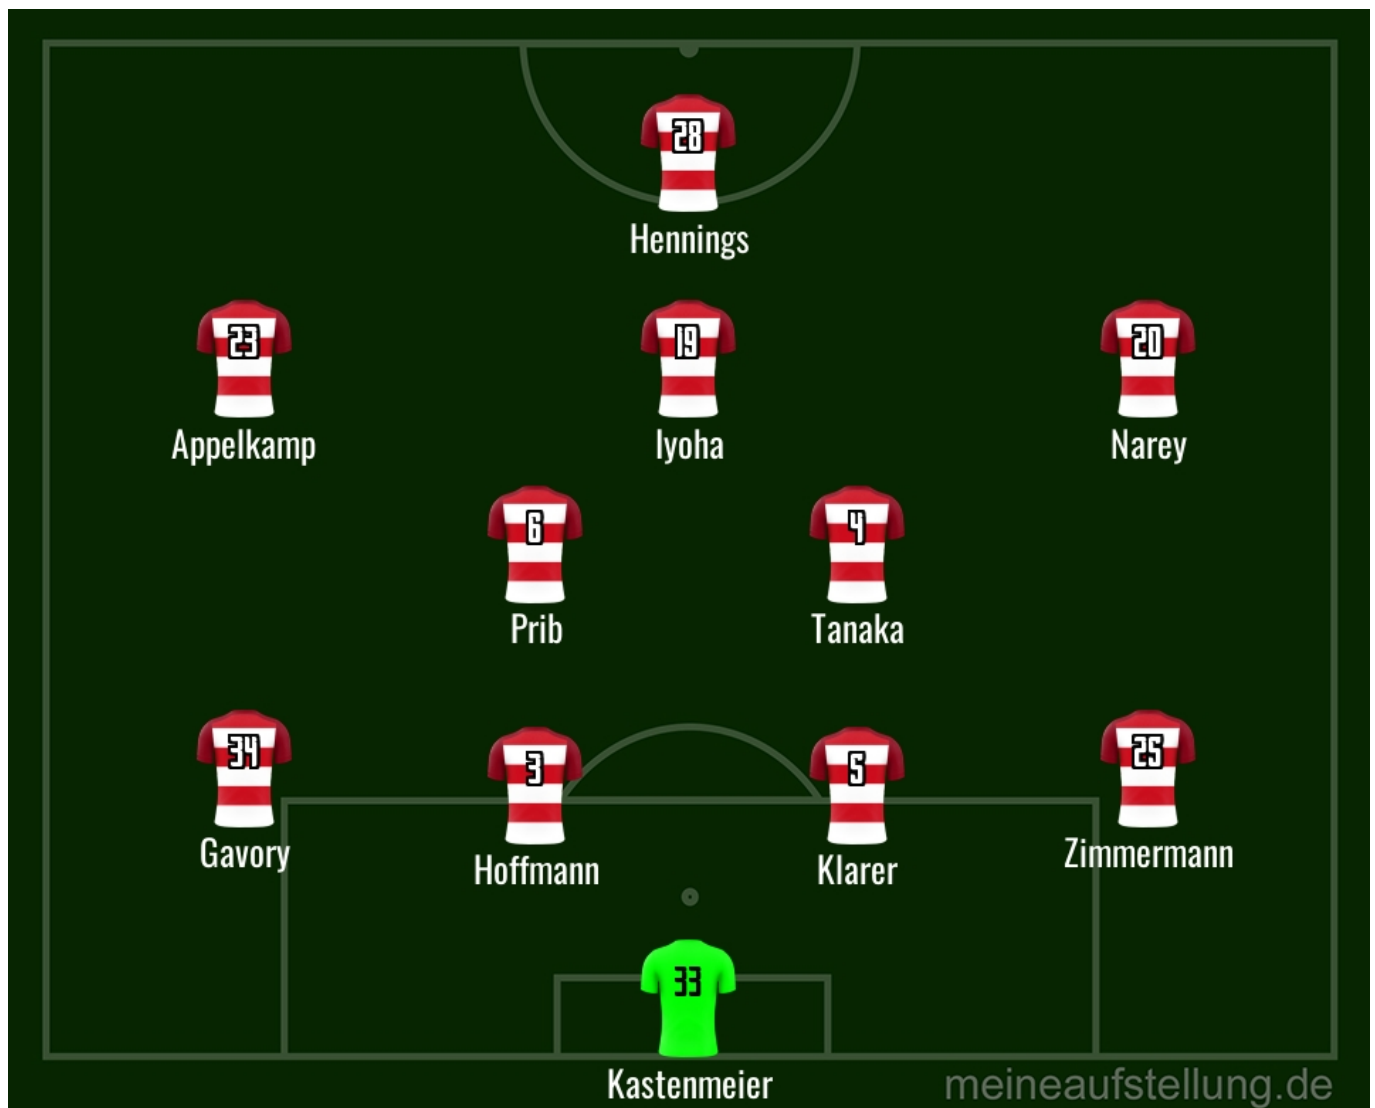 28
Hennings
23 19 20
Appelkamp Iyoha Narey
6 4
Prib Tanaka
34 25
3 5
Gavory Zimmermann
Hoffmann Klarer
33
Kastenmeier
meineaufstellung.de